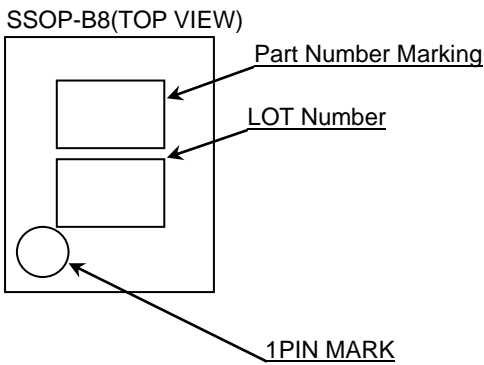 SSOP-B8(TOP VIEW)
Part Number Marking
LOT Number
1PIN MARK